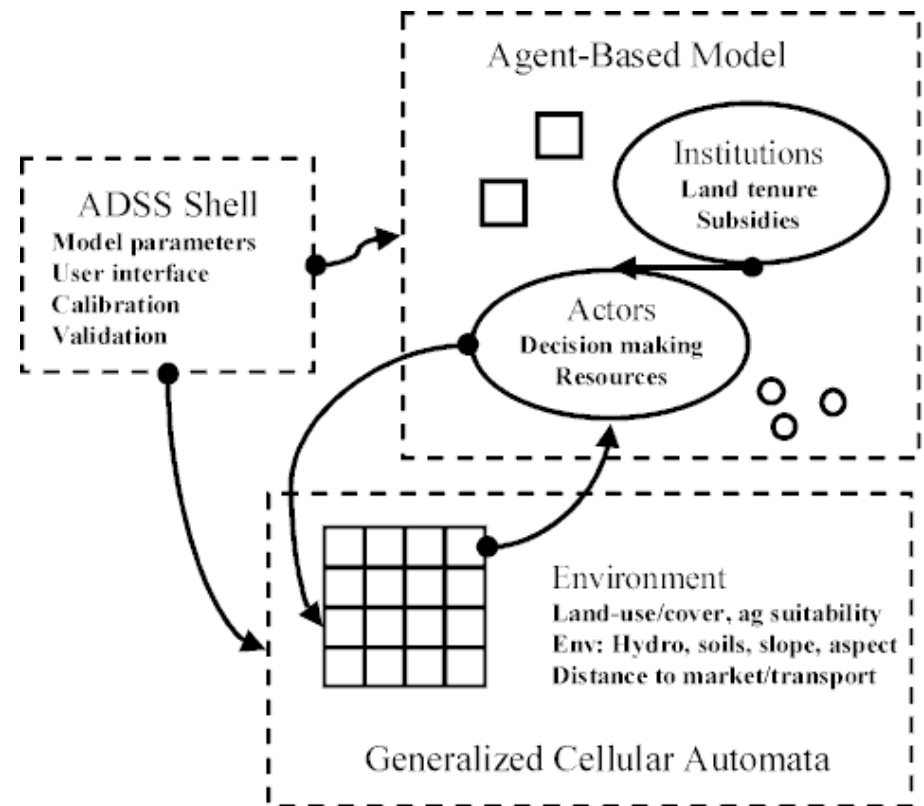 Agent-Based Model
Institutions
Land tenure
Subsidies
ADSS Shell
Model parameters
User interface
Calibration
Validation
Actors
Decision making
Resources
Environment
Land-use/cover, ag suitability
Env: Hydro, soils, slope, aspect
Distance to market/transport
Generalized Cellular Automata